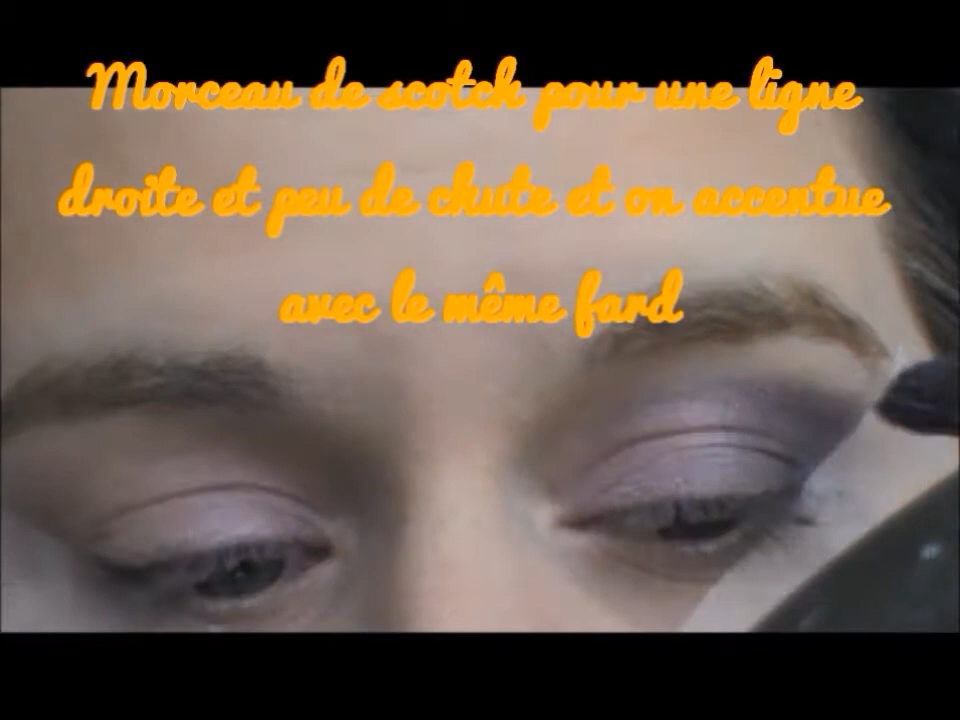 Morceau de scotch pour une ligne
droite et peu de chute et on accentue
avec le même fard